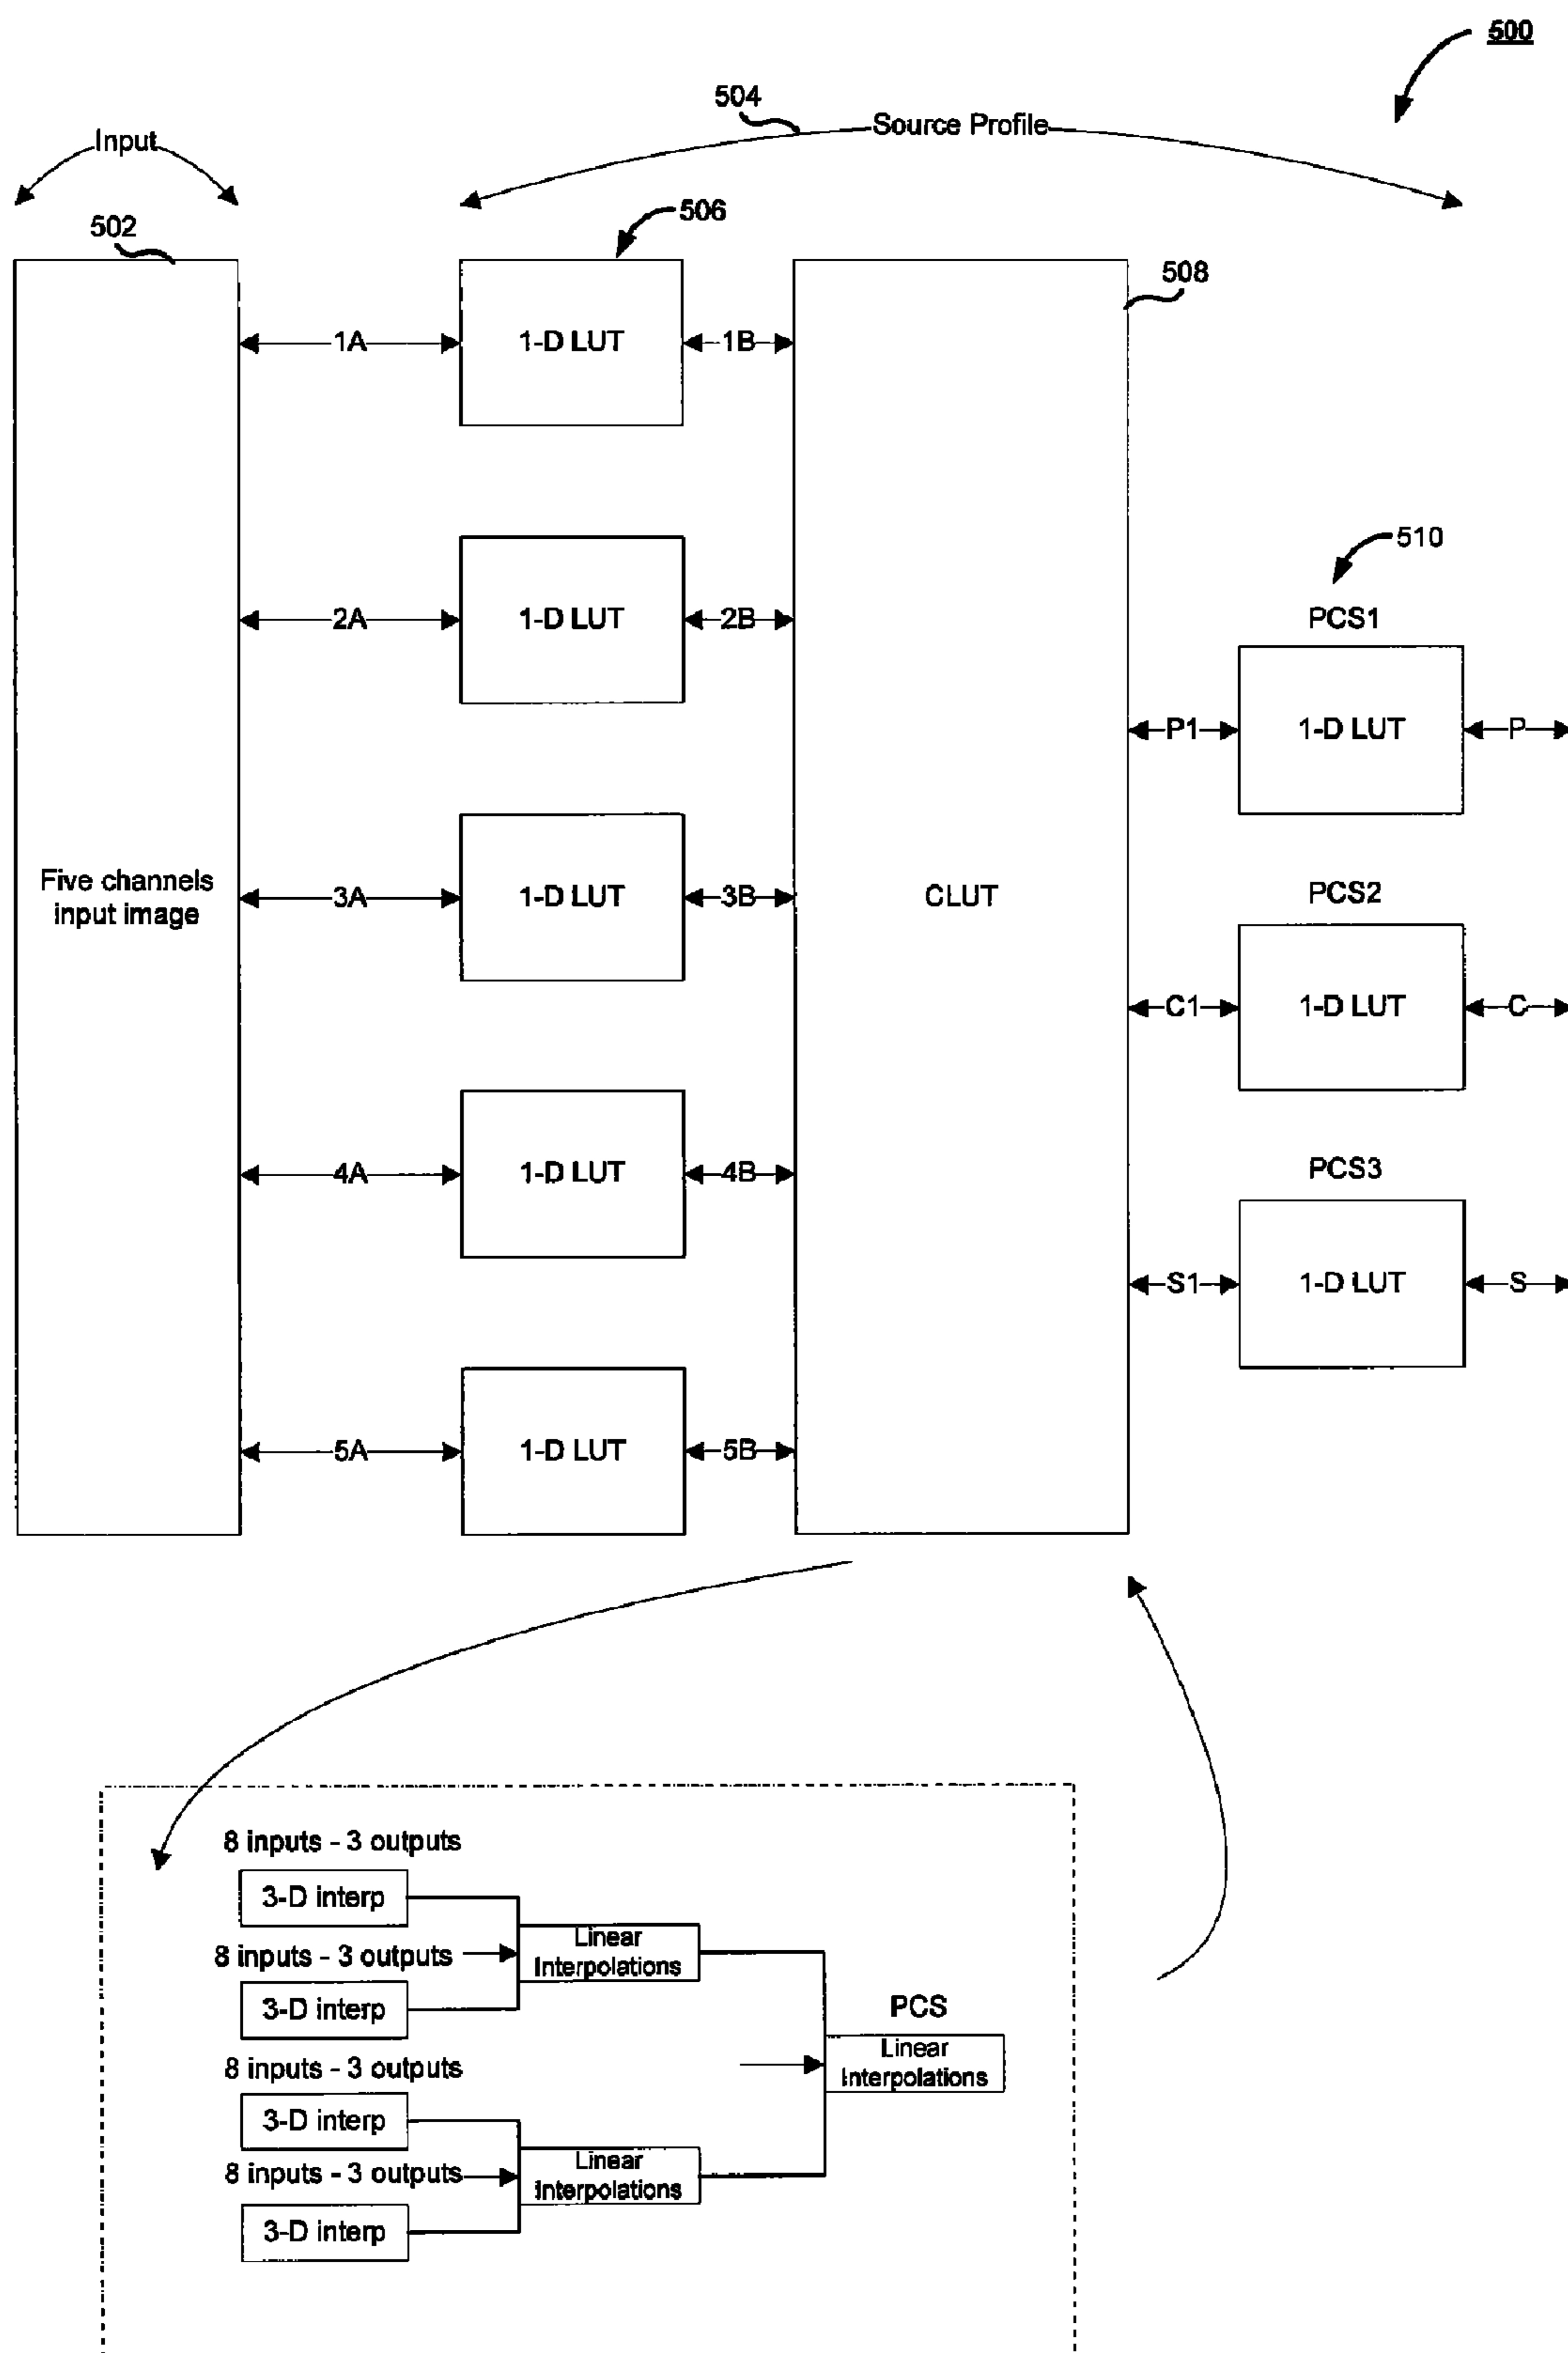 500
504
Source Profile
Input
506
502
508
1A
1-D LUT
1B
510
2A
1-D LUT
2B
PCS1
P1
1-D LUT
P
Five channels
input image
3A
1-D LUT
3B
CLUT
PCS2
C1
1-D LUT
C
4A
1-D LUT
4B
PCS3
S1
1-D LUT
S
5A
1-D LUT
5B
8 inputs - 3 outputs
3-D interp
Linear
Interpolations
8 inputs - 3 outputs
3-D interp
PCS
Linear
Interpolations
8 inputs - 3 outputs
3-D interp
Linear
Interpolations
8 inputs - 3 outputs
3-D interp